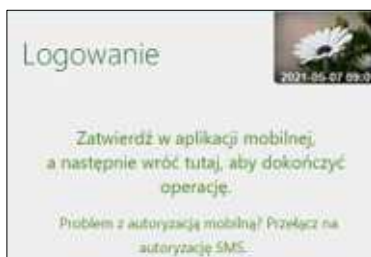 Logowanie
2021-05-07 09:0
Zatwierdź w aplikacji mobilnej,
a następnie wróć tutaj, aby dokończyć
operację.
Problem z autoryzacją mobilną? Przełącz na
autoryzację SMS.